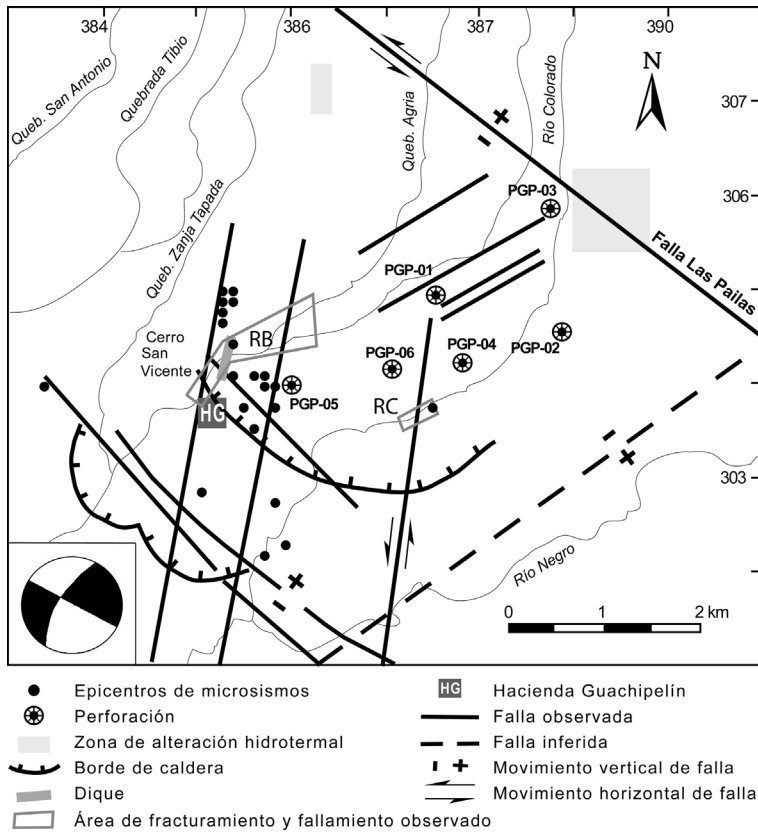 384 386 387 390
307
306
303
N
Queb. San Antonio
Quebrada Tibio
Queb. Zanja Tapada
Queb. Agria
Río Colorado
Falla Las Pailas
PGP-03
PGP-01
PGP-02
PGP-04
PGP-06
PGP-05
Cerro
San
Vicente
RB
RC
HG
Río Negro
0 1 2 km
Epicentros de microsismos
Perforación
Zona de alteración hidrotermal
Borde de caldera
Dique
Área de fracturamiento y fallamiento observado
HG Hacienda Guachipelín
Falla observada
Falla inferida
Movimiento vertical de falla
Movimiento horizontal de falla